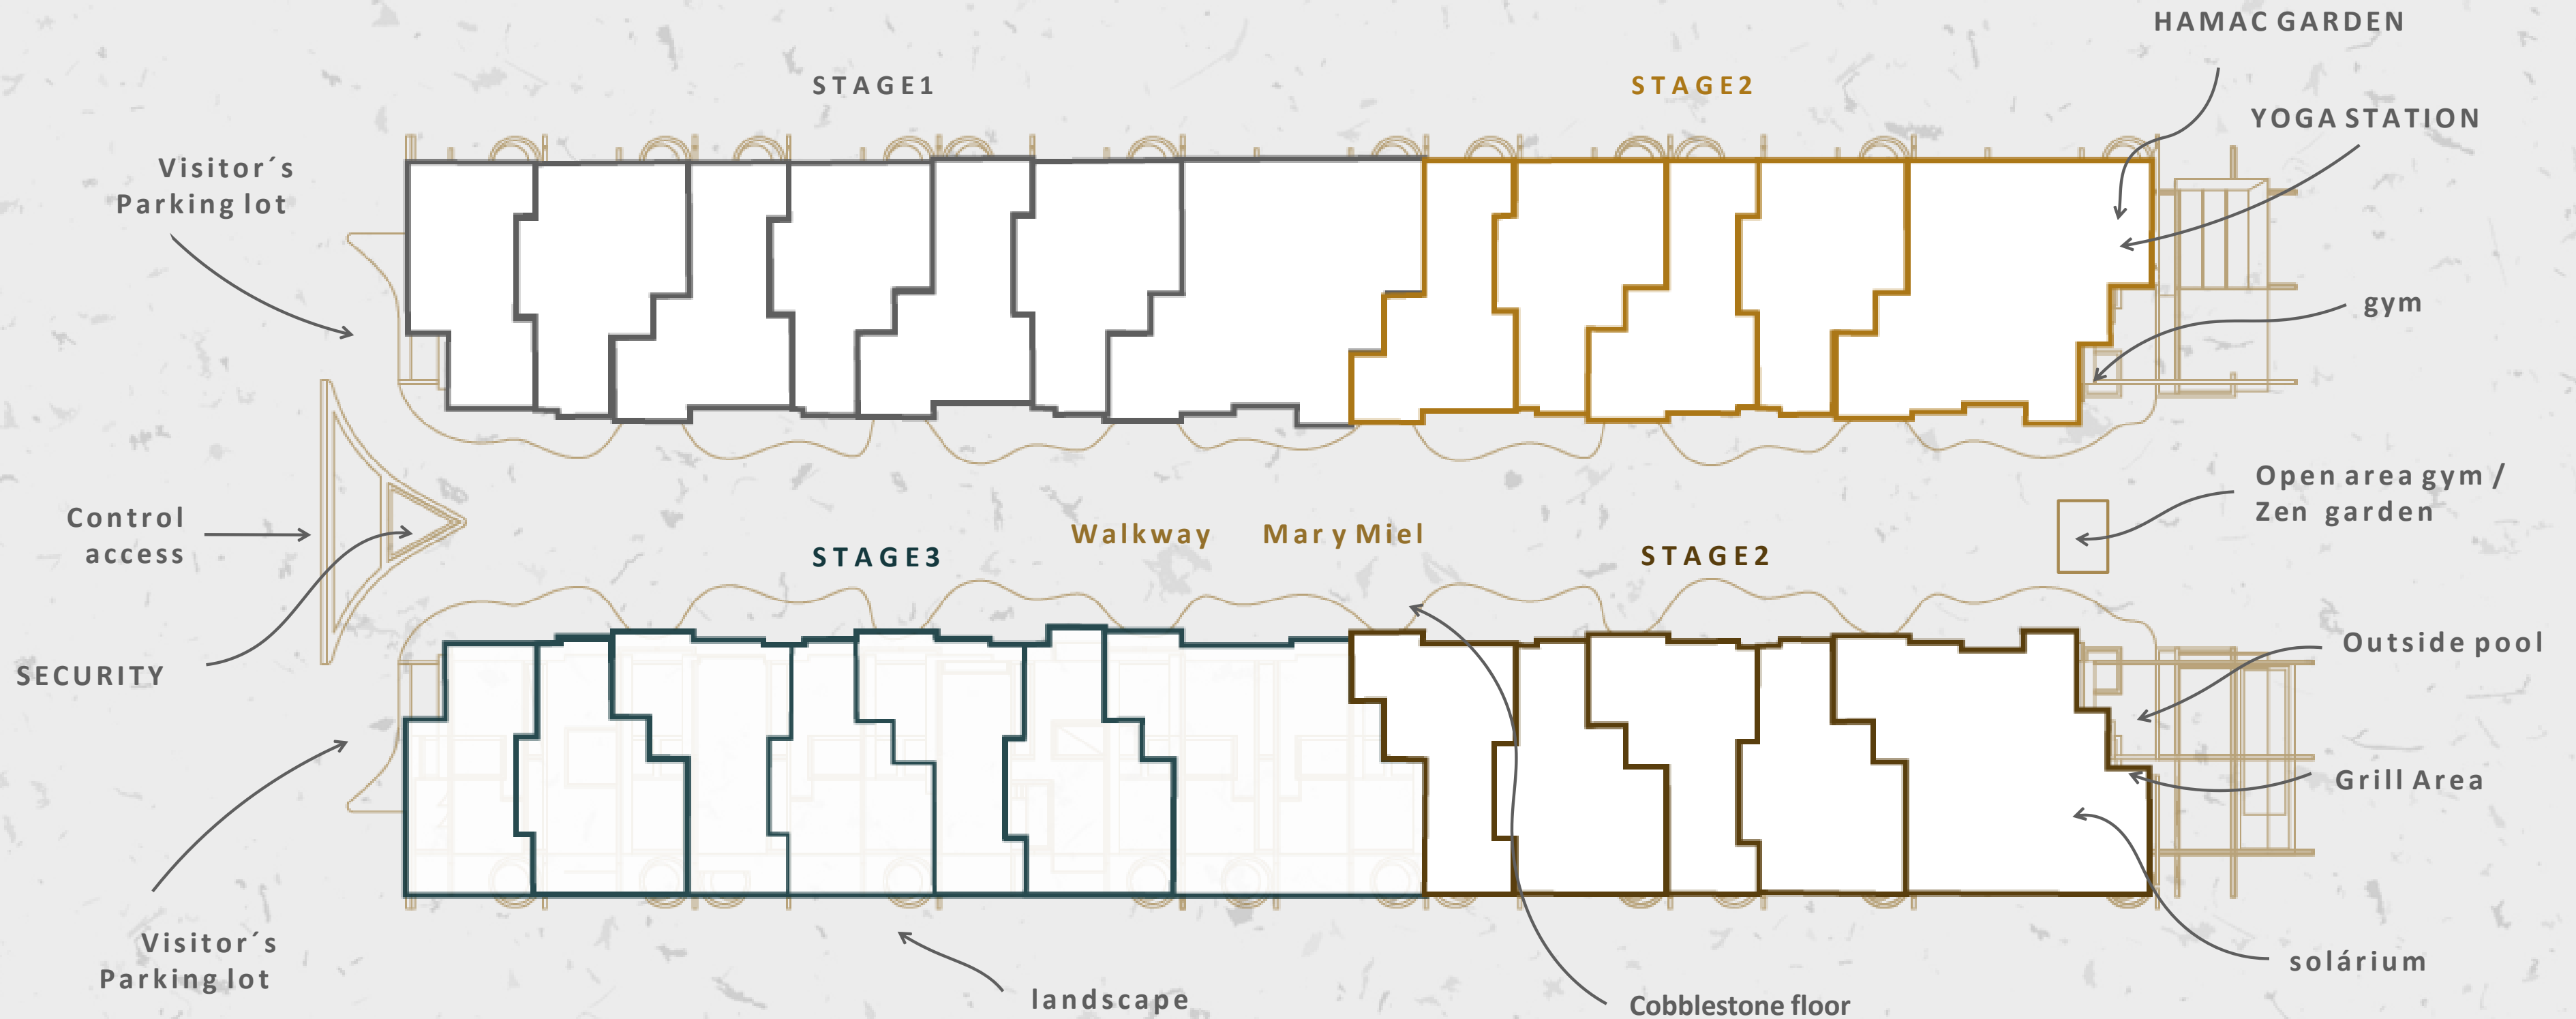 HAMAC GARDEN
STAGE1
STAGE2
YOGA STATION
Visitor´s
Parking lot
gym
Open area gym /
Zen garden
Control
access
Walkway Mar y Miel
STAGE3
STAGE2
Outside pool
SECURITY
Grill Area
Visitor´s
Parking lot
solárium
landscape
Cobblestone floor